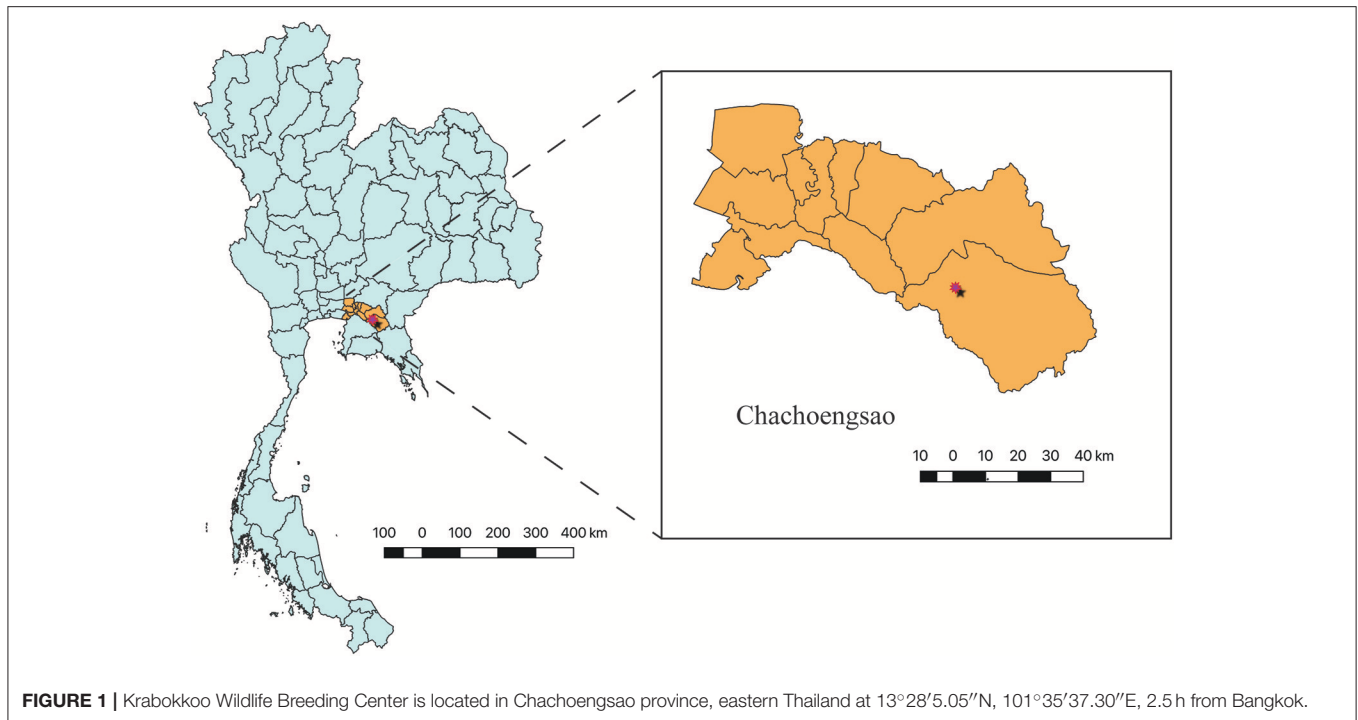 Chachoengsao
10 0 10 20 30 40 km
100 0 100 200 300 400 km
FIGURE 1 | Krabokkoo Wildlife Breeding Center is located in Chachoengsao province, eastern Thailand at 13°28′5.05″N, 101°35′37.30″E, 2.5 h from Bangkok.